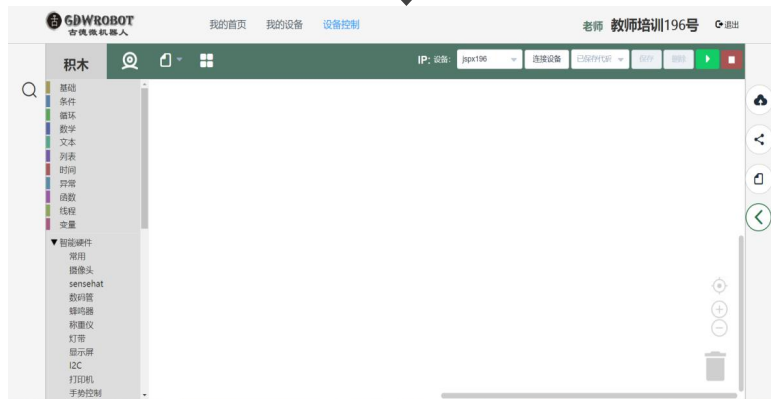 GDWROBOT
古德微机器人
我的首页 我的设备 设备控制
老师 教师培训196号 退出
积木
IP: 设备: jspx196 连接设备 已保存代码 保存 删除
基础
条件
循环
数学
文本
列表
时间
异常
函数
线程
变量
▼智能硬件
常用
摄像头
sensehat
数码管
蜂鸣器
称重仪
灯带
显示屏
I2C
打印机
手势控制